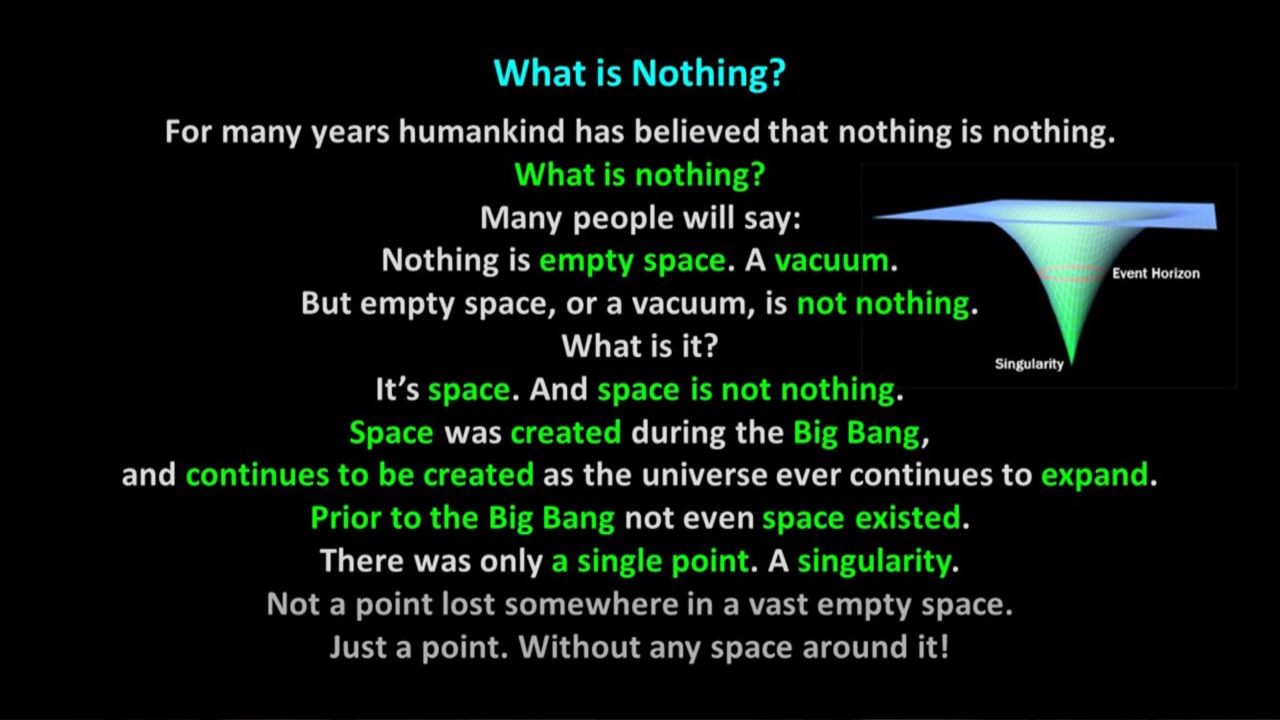 What is Nothing?
For many years humankind has believed that nothing is nothing.
What is nothing?
Many people will say:
Nothing is empty space. A vacuum.
But empty space, or a vacuum, is not nothing.
What is it?
It’s space. And space is not nothing.
Space was created during the Big Bang,
and continues to be created as the universe ever continues to expand.
Prior to the Big Bang not even space existed.
There was only a single point. A singularity.
Not a point lost somewhere in a vast empty space.
Just a point. Without any space around it!
Event Horizon
Singularity